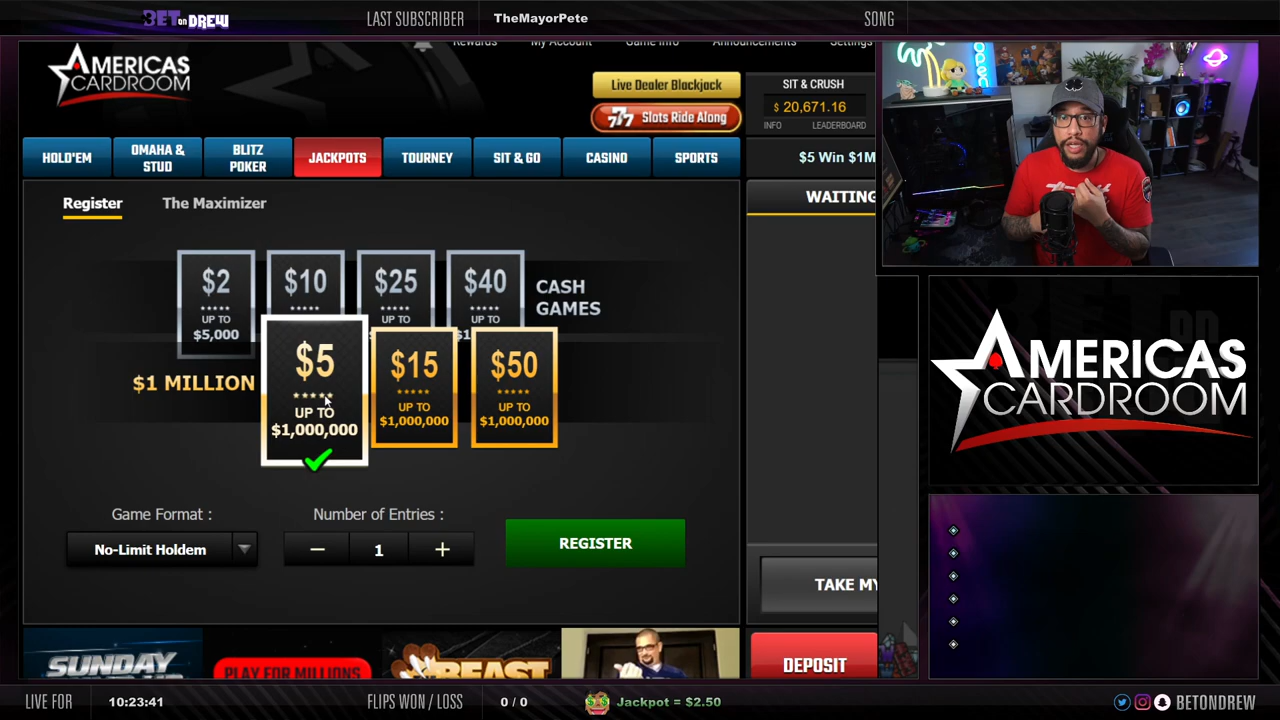 BET on DREW
LAST SUBSCRIBER
TheMayorPete
SONG
Rewards
My Account
Game Info
Announcements
Settings
AMERICAS
CARDROOM
Live Dealer Blackjack
777 Slots Ride Along
SIT & CRUSH
$ 20,671.16
INFO
LEADERBOARD
HOLD'EM
OMAHA &
STUD
BLITZ
POKER
JACKPOTS
TOURNEY
SIT & GO
CASINO
SPORTS
$5 Win $1M
Register
The Maximizer
WAITING
$2
UP TO
$5,000
$10
$25
UP TO
$40
UP TO
CASH
GAMES
$1 MILLION
$5
UP TO
$1,000,000
$15
UP TO
$1,000,000
$50
UP TO
$1,000,000
AMERICAS
CARDROOM
Game Format :
No-Limit Holdem
Number of Entries :
− 1 +
REGISTER
TAKE MY
SUNDAY
PLAY FOR MILLIONS
BEAST
DEPOSIT
LIVE FOR
10:23:41
FLIPS WON / LOSS
0 / 0
Jackpot = $2.50
BETONDREW